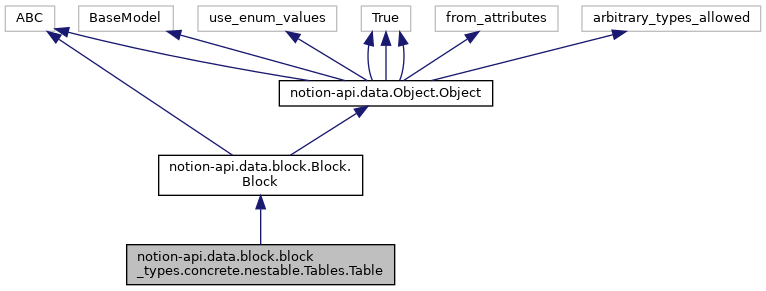 ABC
BaseModel
use_enum_values
True
from_attributes
arbitrary_types_allowed
notion-api.data.Object.Object
notion-api.data.block.Block.
Block
notion-api.data.block.block
_types.concrete.nestable.Tables.Table